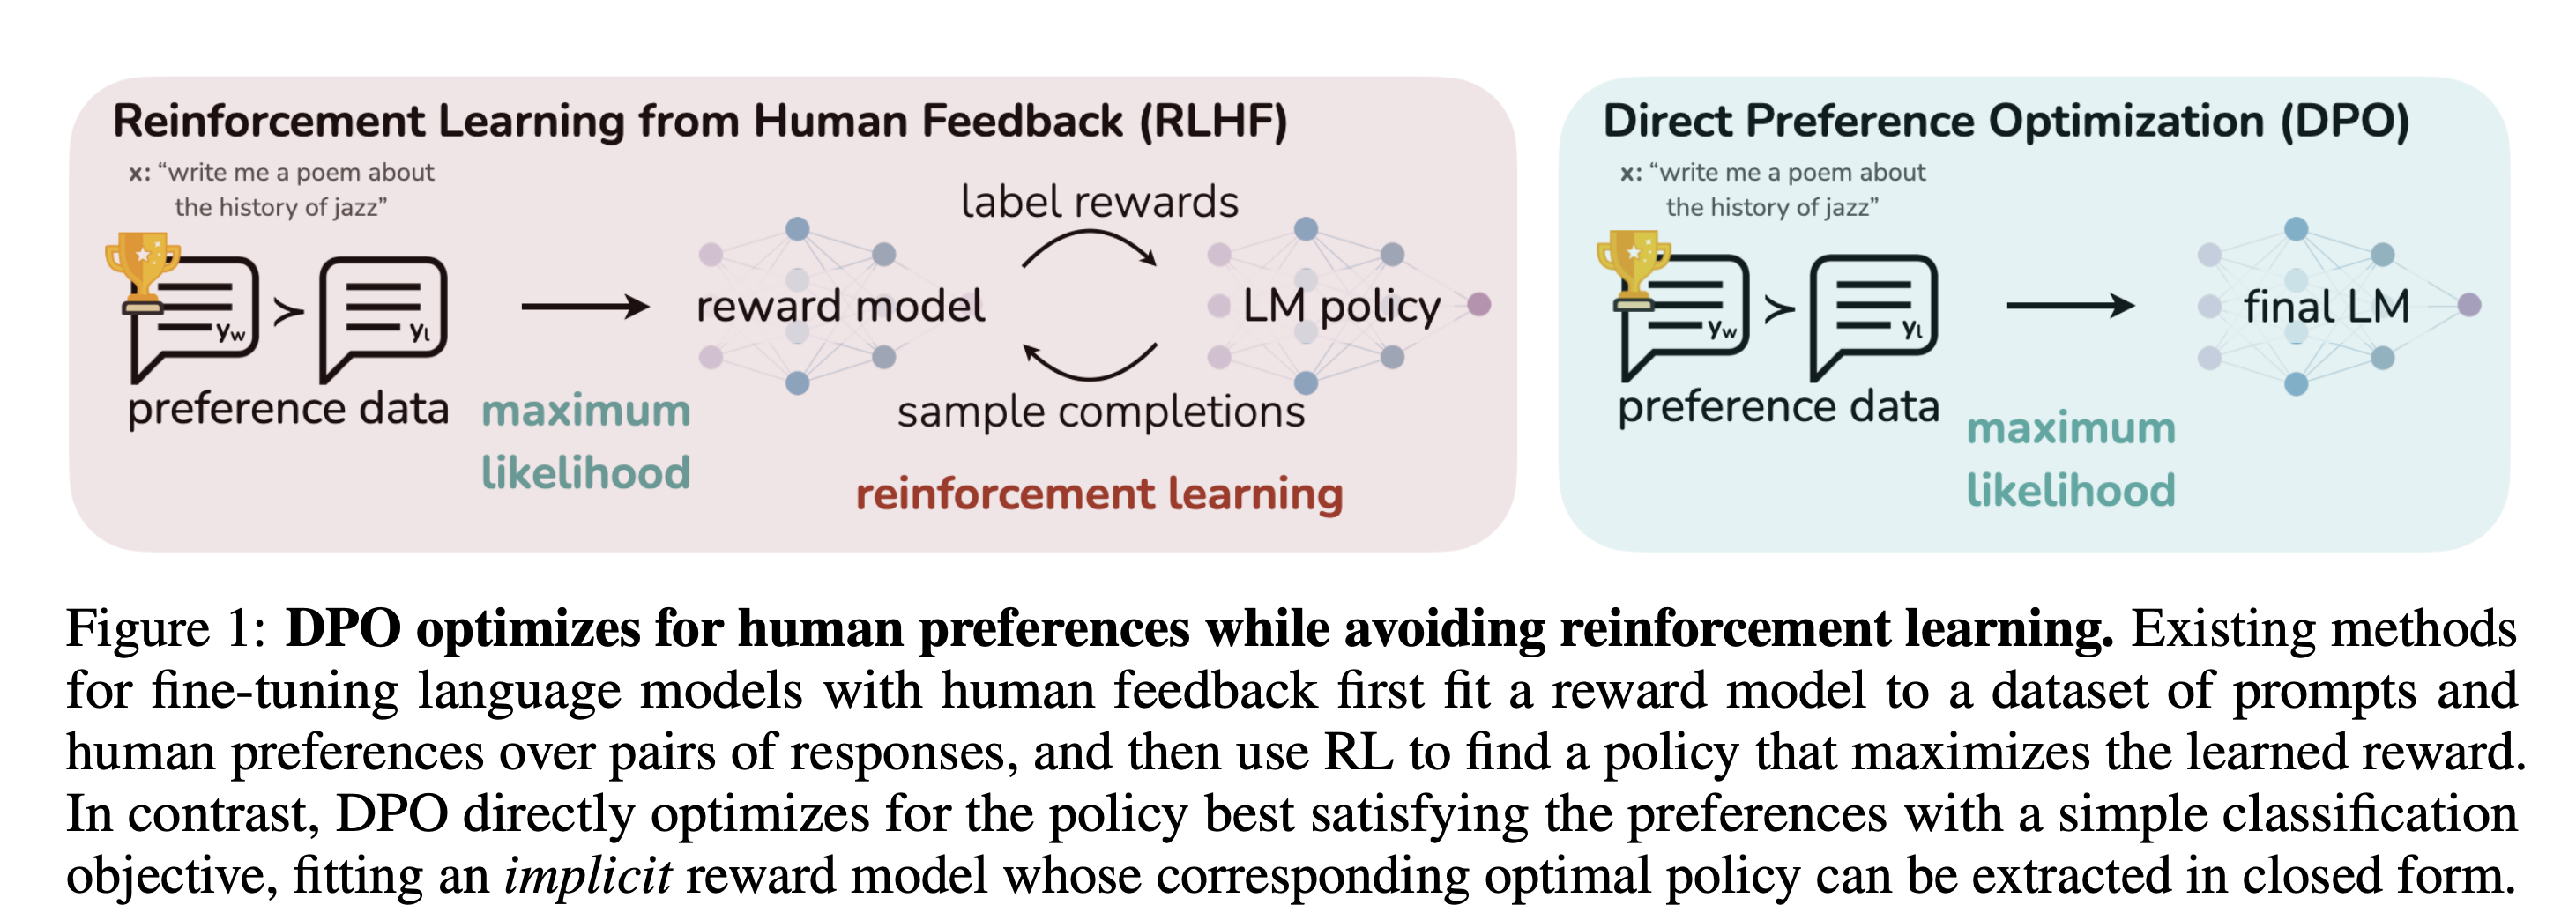 Reinforcement Learning from Human Feedback (RLHF)
x: “write me a poem about
the history of jazz”
label rewards
yw
≻
yl
reward model
LM policy
preference data
maximum
likelihood
sample completions
reinforcement learning
Direct Preference Optimization (DPO)
x: “write me a poem about
the history of jazz”
yw
≻
yl
final LM
preference data
maximum
likelihood
Figure 1: DPO optimizes for human preferences while avoiding reinforcement learning. Existing methods
for fine-tuning language models with human feedback first fit a reward model to a dataset of prompts and
human preferences over pairs of responses, and then use RL to find a policy that maximizes the learned reward.
In contrast, DPO directly optimizes for the policy best satisfying the preferences with a simple classification
objective, fitting an implicit reward model whose corresponding optimal policy can be extracted in closed form.